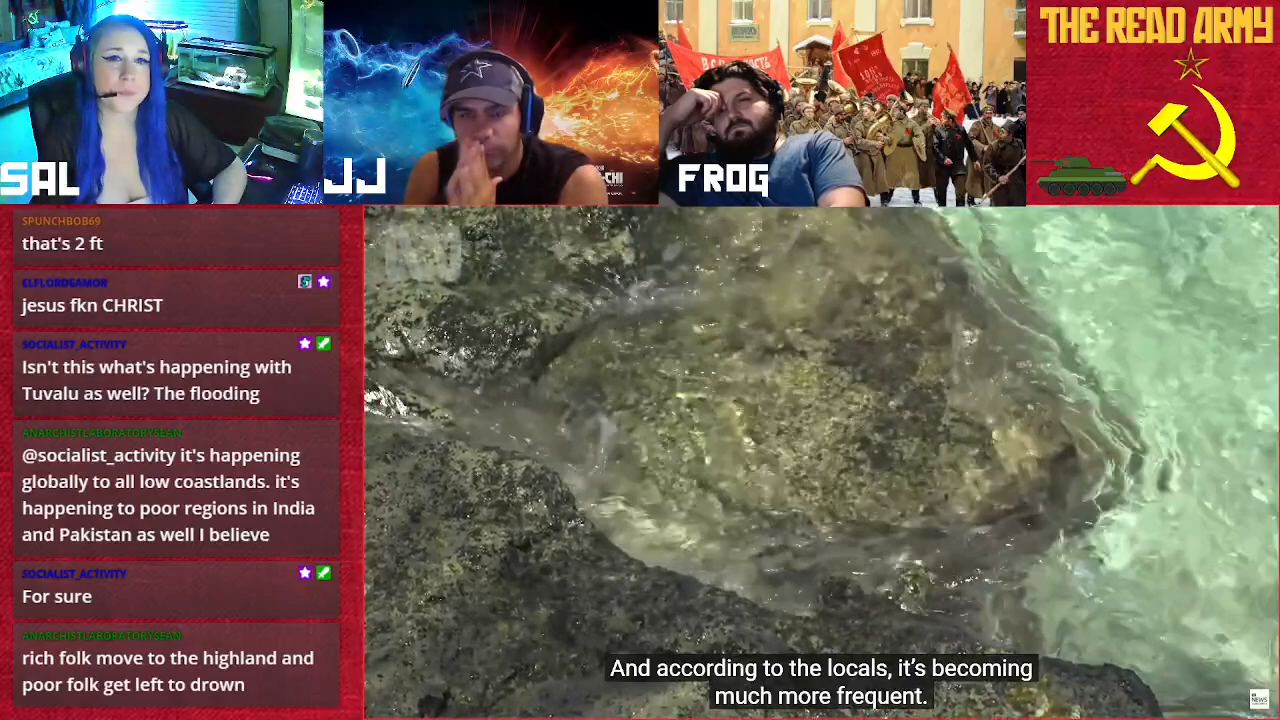 THE READ ARMY
SAL
JJ
FROG
SPUNCHBOB69
that's 2 ft
ELFLORDEAMOR
jesus fkn CHRIST
SOCIALIST_ACTIVITY
Isn't this what's happening with
Tuvalu as well? The flooding
ANARCHISTLABORATORYSEAN
@socialist_activity it's happening
globally to all low coastlands. it's
happening to poor regions in India
and Pakistan as well I believe
SOCIALIST_ACTIVITY
For sure
ANARCHISTLABORATORYSEAN
rich folk move to the highland and
poor folk get left to drown
And according to the locals, it's becoming
much more frequent.
NEWS